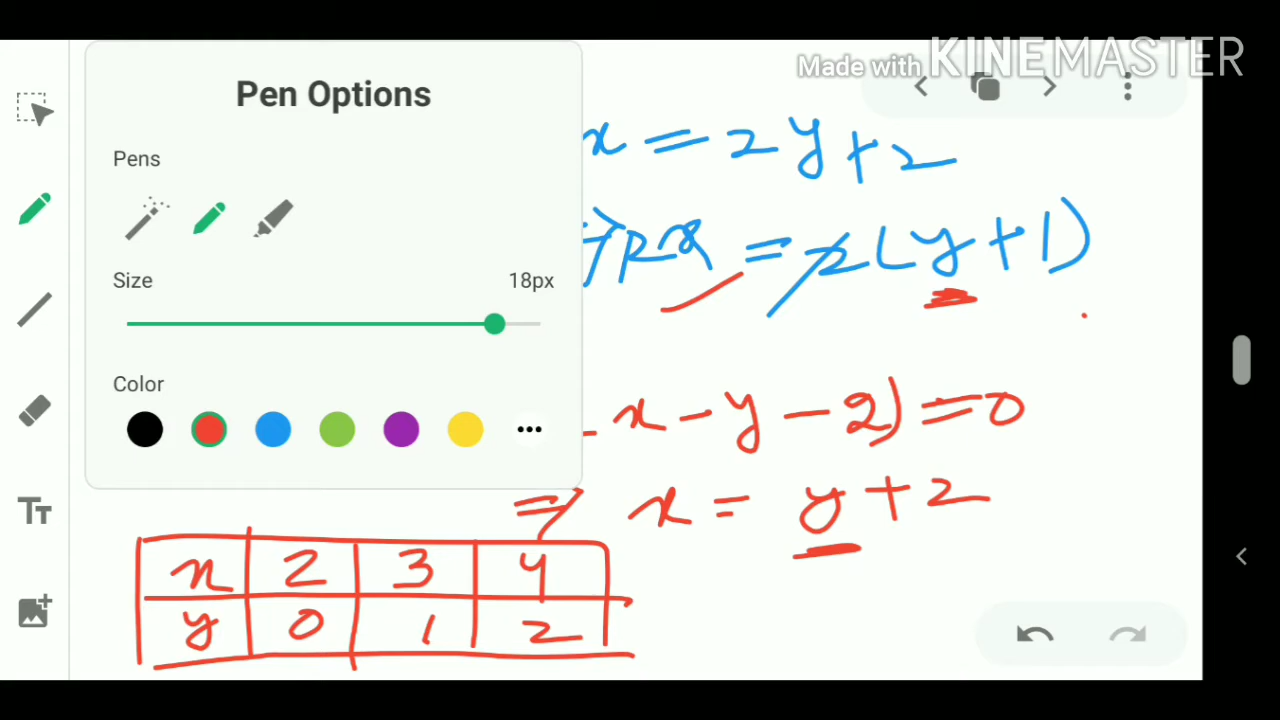 Made with KINEMASTER
Pen Options
Pens
Size 18px
Color
TT
x = 2y + 2
= 2(y + 1)
x - y - 2) = 0
⇒ x = y + 2
x 2 3 4
y 0 1 2